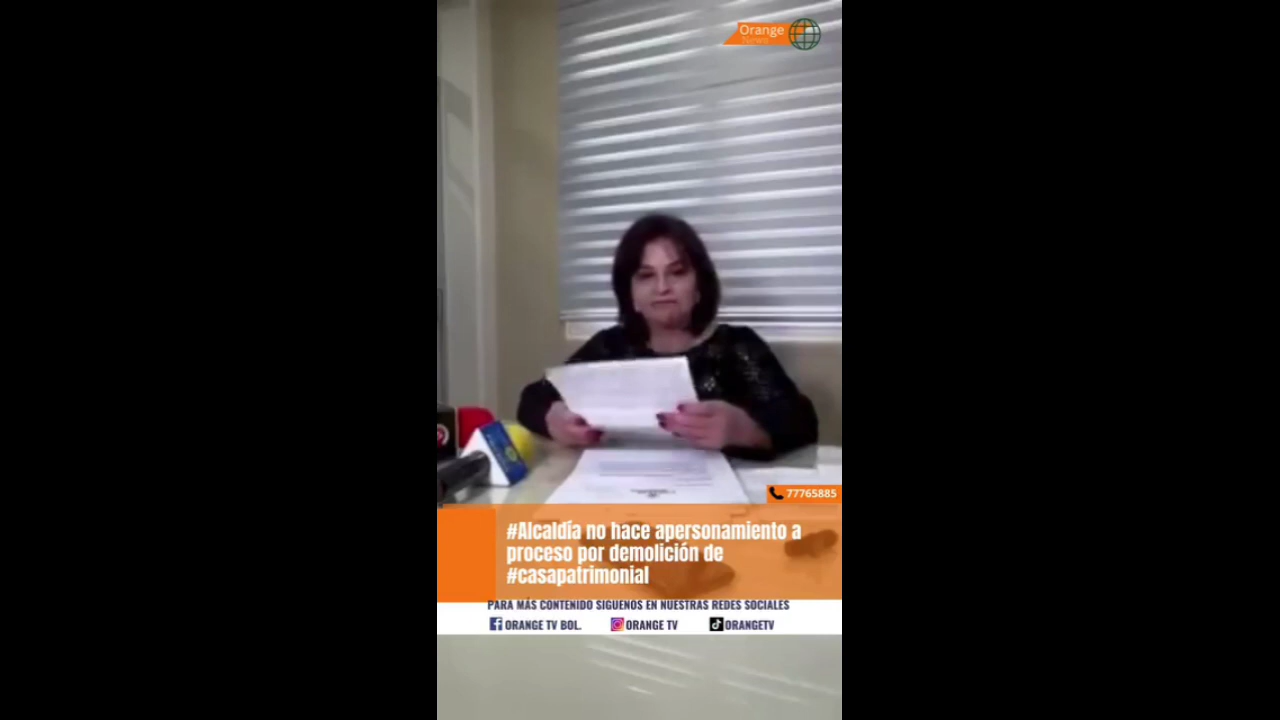 Orange
News
77765885
#Alcaldía no hace apersonamiento a
proceso por demolición de
#casapatrimonial
PARA MÁS CONTENIDO SIGUENOS EN NUESTRAS REDES SOCIALES
ORANGE TV BOL. ORANGE TV ORANGETV